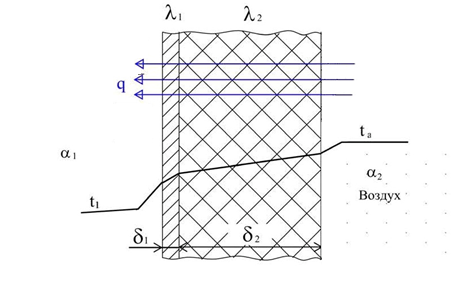 λ₁ λ₂
q
tₐ
α₁
α₂
Воздух
t₁
δ₁ δ₂